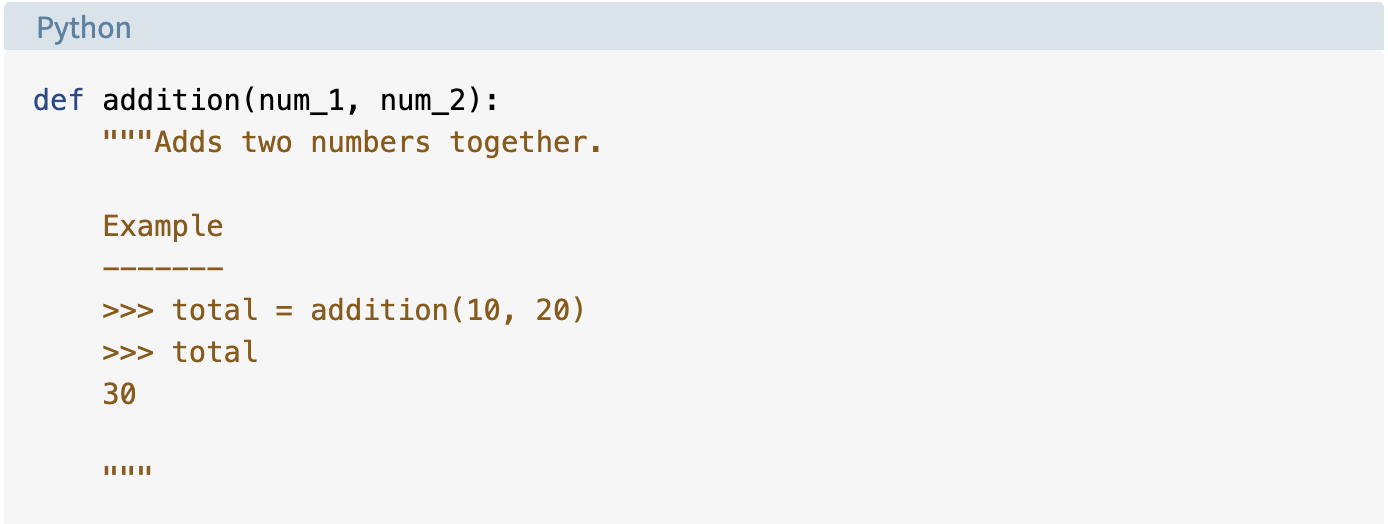 Python
def addition(num_1, num_2):
    """Adds two numbers together.

    Example
    -------
    >>> total = addition(10, 20)
    >>> total
    30

    """